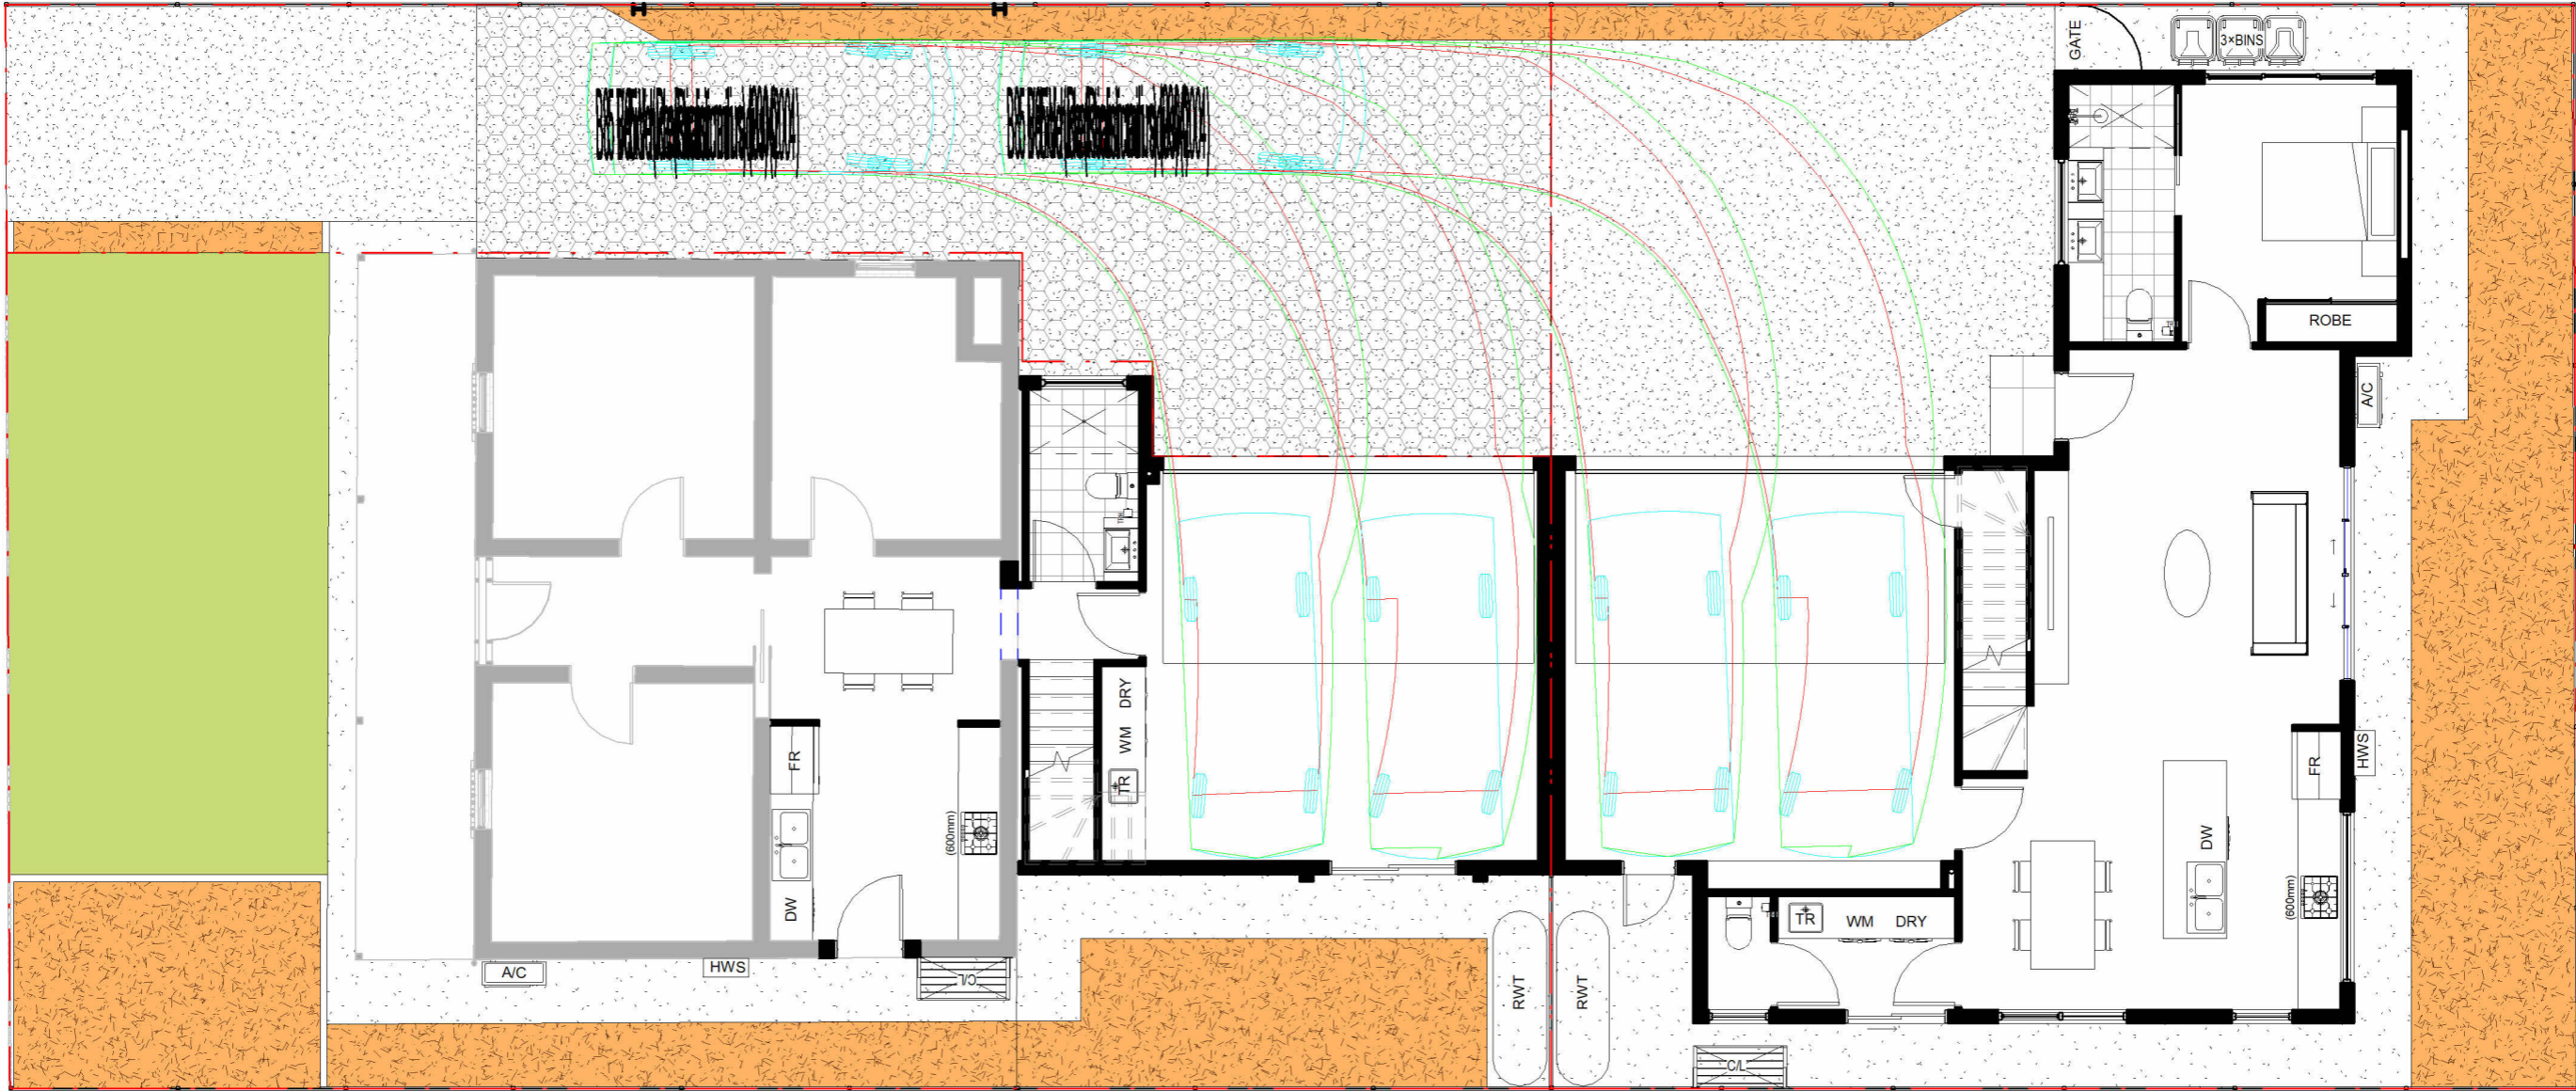 GATE
3×BINS
ROBE
A/C
FR
DW
(600mm)
WM
DRY
TR
HWS
FR
DW
(600mm)
TR
WM
DRY
A/C
HWS
C/L
RWT
RWT
C/L